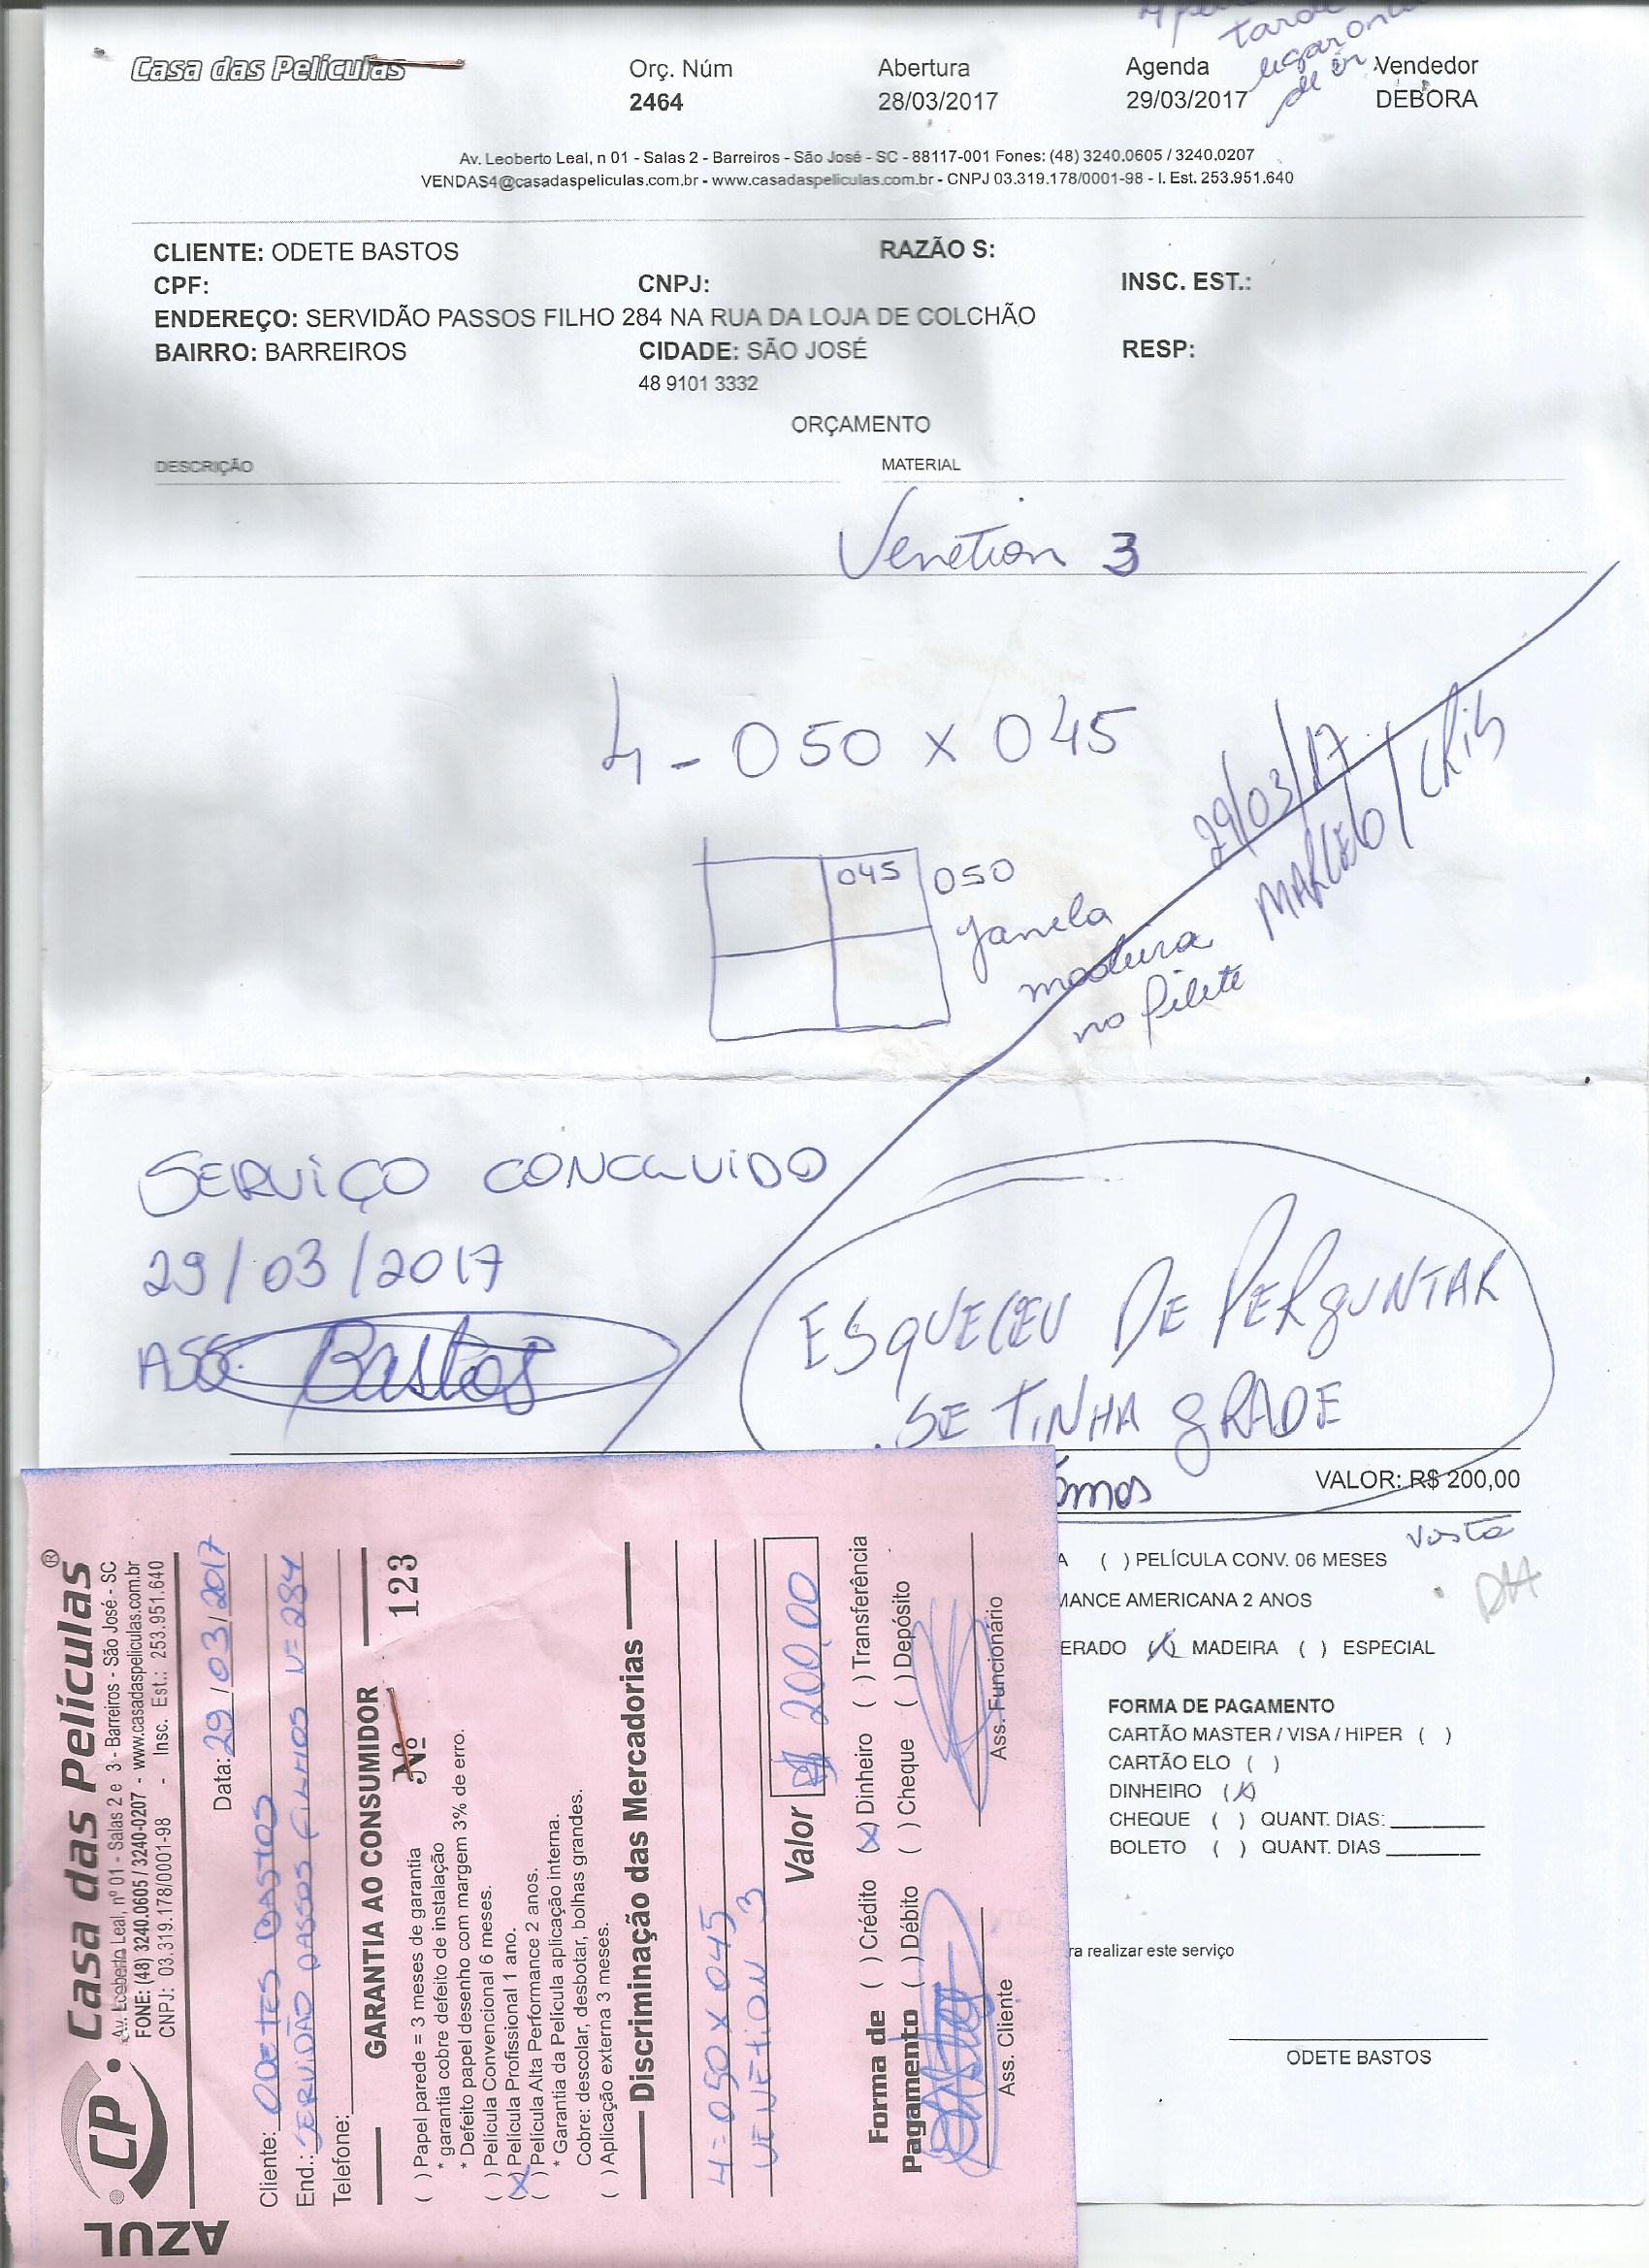 tarde
ligar antes
de ir
Casa das Películas
Orç. Núm Abertura Agenda Vendedor
2464 28/03/2017 29/03/2017 DEBORA
Av. Leoberto Leal, n 01 - Salas 2 - Barreiros - São José - SC - 88117-001 Fones: (48) 3240.0605 / 3240.0207
VENDAS4@casadaspeliculas.com.br - www.casadaspeliculas.com.br - CNPJ 03.319.178/0001-98 - I. Est. 253.951.640
CLIENTE: ODETE BASTOS RAZÃO S:
CPF: CNPJ: INSC. EST.:
ENDEREÇO: SERVIDÃO PASSOS FILHO 284 NA RUA DA LOJA DE COLCHÃO
BAIRRO: BARREIROS CIDADE: SÃO JOSÉ RESP:
48 9101 3332
ORÇAMENTO
DESCRIÇÃO MATERIAL
Venetion 3
4 - 050 x 045
29/03/17
MARCELO / CRIS
045 050
janela
madura
no filete
SERVIÇO CONCLUIDO
29/03/2017
ASS. Bastos
ESQUECEU DE PERGUNTAR
SE TINHA GRADE
VALOR: R$ 200,00
A ( ) PELÍCULA CONV. 06 MESES
MANCE AMERICANA 2 ANOS
ERADO (X) MADEIRA ( ) ESPECIAL
FORMA DE PAGAMENTO
CARTÃO MASTER / VISA / HIPER ( )
CARTÃO ELO ( )
DINHEIRO (X)
CHEQUE ( ) QUANT. DIAS:
BOLETO ( ) QUANT. DIAS
ra realizar este serviço
ODETE BASTOS
AZUL
CP
Casa das Películas®
Av. Leoberto Leal, nº 01 - Salas 2 e 3 - Barreiros - São José - SC
FONE: (48) 3240.0605 / 3240-0207 - www.casadaspeliculas.com.br
CNPJ: 03.319.178/0001-98 - Insc. Est.: 253.951.640
Data: 29/03/2017
Cliente: ODETES BASTOS
End.: SERVIDÃO PASSOS FILHOS N=284
Telefone:
GARANTIA AO CONSUMIDOR
Nº 123
( ) Papel parede = 3 meses de garantia
* garantia cobre defeito de instalação
* Defeito papel desenho com margem 3% de erro.
( ) Película Convencional 6 meses.
(X) Película Profissional 1 ano.
( ) Película Alta Performance 2 anos.
* Garantia da Película aplicação interna.
Cobre: descolar, desbotar, bolhas grandes.
( ) Aplicação externa 3 meses.
Discriminação das Mercadorias
4 = 050 x 045
VENETION 3
Valor R$ 200,00
Forma de Pagamento
( ) Crédito (x) Dinheiro ( ) Transferência
( ) Débito ( ) Cheque ( ) Depósito
Ass. Cliente Ass. Funcionário